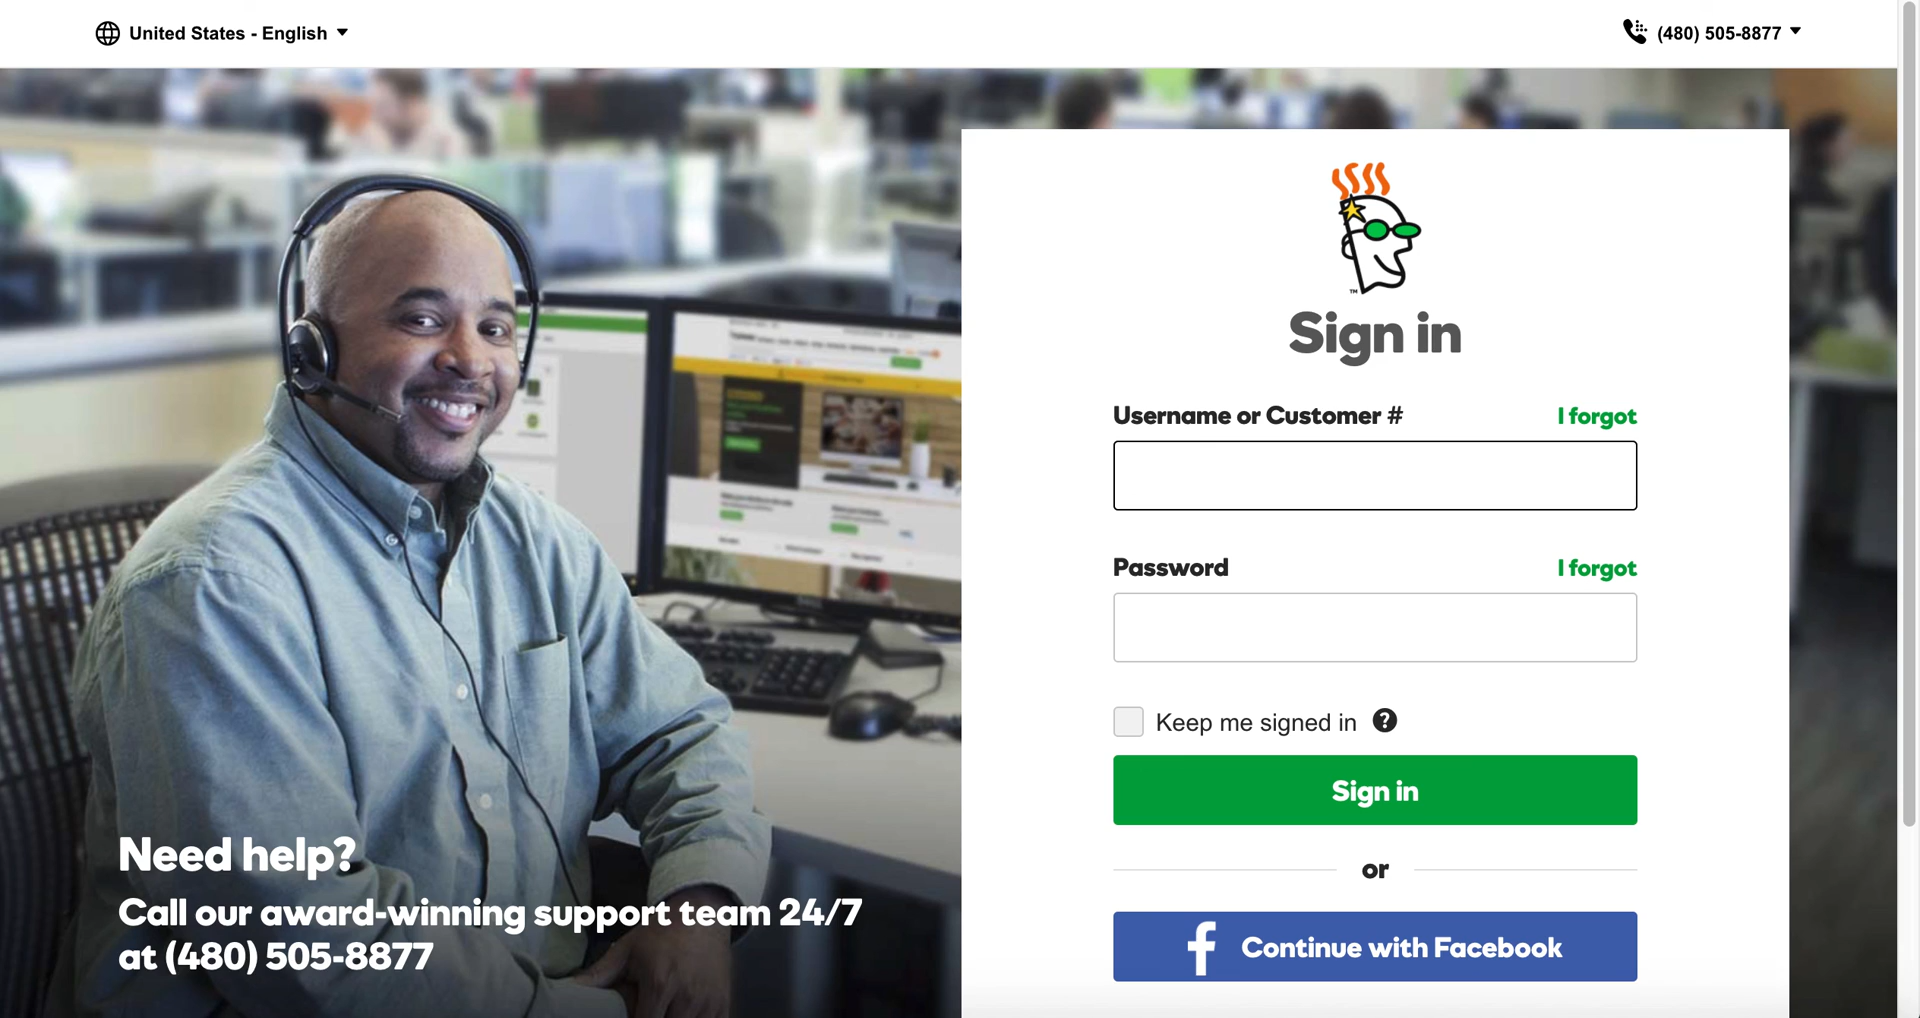 United States - English
(480) 505-8877
TM
Sign in
Username or Customer #
I forgot
Password
I forgot
Keep me signed in ?
Sign in
or
f Continue with Facebook
Need help?
Call our award-winning support team 24/7
at (480) 505-8877